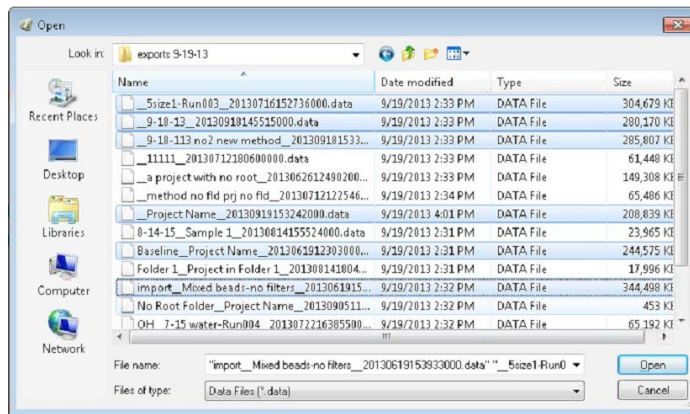 Open
Look in: exports 9-19-13
Name Date modified Type Size
__5size1-Run003__20130716152736000.data 9/19/2013 2:33 PM DATA File 304,679 KB
__9-18-13__20130918145515000.data 9/19/2013 2:33 PM DATA File 280,170 KB
__9-18-113 no2 new method__201309181533... 9/19/2013 2:33 PM DATA File 285,807 KB
__11111__20130712180600000.data 9/19/2013 2:33 PM DATA File 61,448 KB
__a project with no root__2013062612490200... 9/19/2013 2:33 PM DATA File 149,308 KB
__method no fld prj no fld__20130712122546... 9/19/2013 2:34 PM DATA File 65,486 KB
__Project Name__20130919153242000.data 9/19/2013 4:01 PM DATA File 208,839 KB
8-14-15__Sample 1__20130814155524000.data 9/19/2013 2:31 PM DATA File 23,965 KB
Baseline__Project Name__2013061912303000... 9/19/2013 2:31 PM DATA File 244,575 KB
Folder 1__Project in Folder 1__201308141804... 9/19/2013 2:31 PM DATA File 17,996 KB
import__Mixed beads-no filters__2013061915... 9/19/2013 2:32 PM DATA File 344,498 KB
No Root Folder__Project Name__2013090511... 9/19/2013 2:32 PM DATA File 453 KB
OH__7-15 water-Run004__2013072216385500... 9/19/2013 2:32 PM DATA File 65,192 KB
Recent Places
Desktop
Libraries
Computer
Network
File name: "import__Mixed beads-no filters__20130619153933000.data" "__5size1-Run0
Open
Files of type: Data Files (*.data)
Cancel